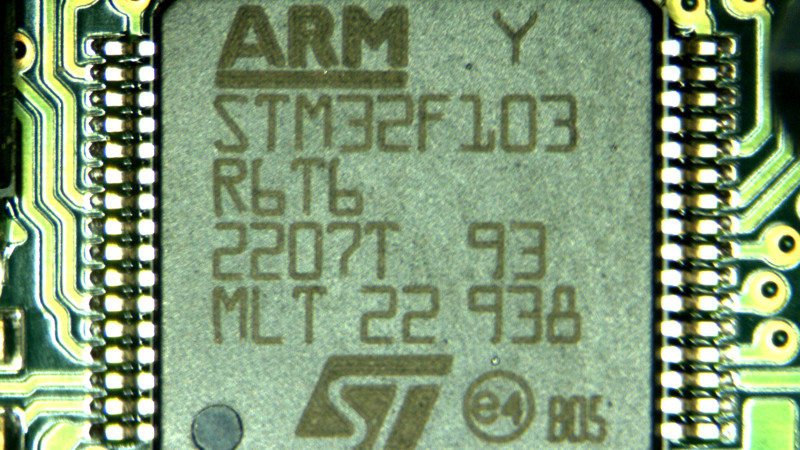 ARM Y
STM32F103
R6T6
2207T 93
MLT 22 938
ST e4 805